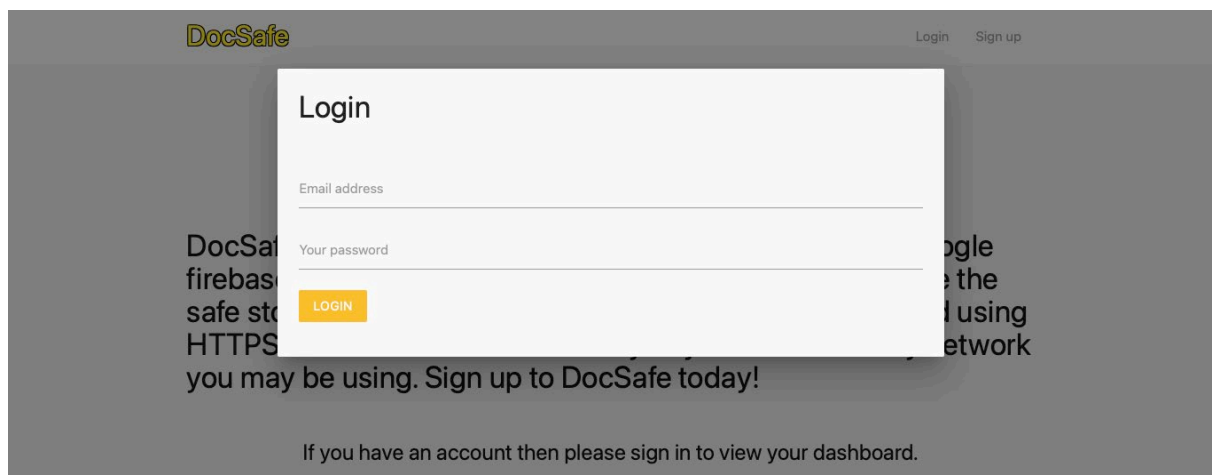 DocSafe
Login
Sign up
Login
Email address
Your password
LOGIN
DocSaf ogle
firebas e the
safe sto d using
HTTPS etwork
you may be using. Sign up to DocSafe today!
If you have an account then please sign in to view your dashboard.